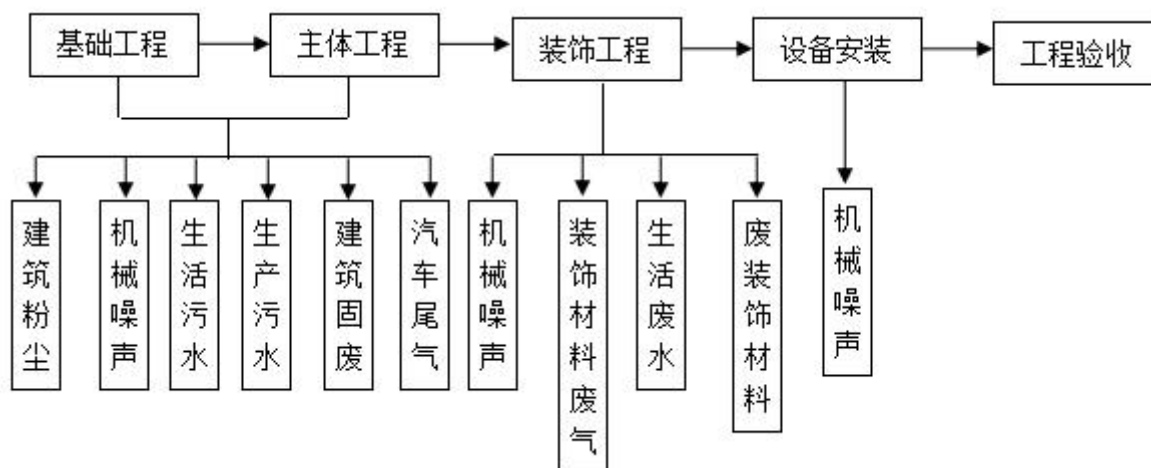 基础工程
主体工程
装饰工程
设备安装
工程验收
建筑粉尘
机械噪声
生活污水
生产污水
建筑固废
汽车尾气
机械噪声
装饰材料废气
生活废水
废装饰材料
机械噪声